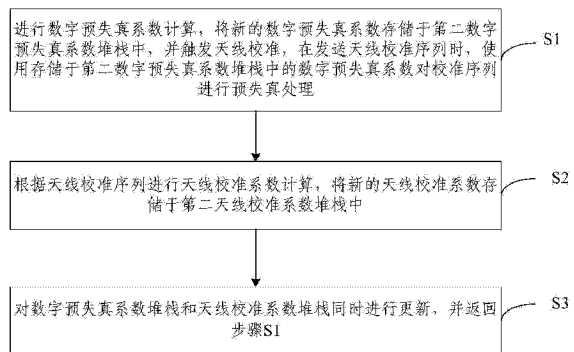 进行数字预失真系数计算，将新的数字预失真系数存储于第二数字
预失真系数堆栈中，并触发天线校准，在发送天线校准序列时，使
用存储于第二数字预失真系数堆栈中的数字预失真系数对校准序列
进行预失真处理
S1
根据天线校准序列进行天线校准系数计算，将新的天线校准系数存
储于第二天线校准系数堆栈中
S2
对数字预失真系数堆栈和天线校准系数堆栈同时进行更新，并返回
步骤S1
S3